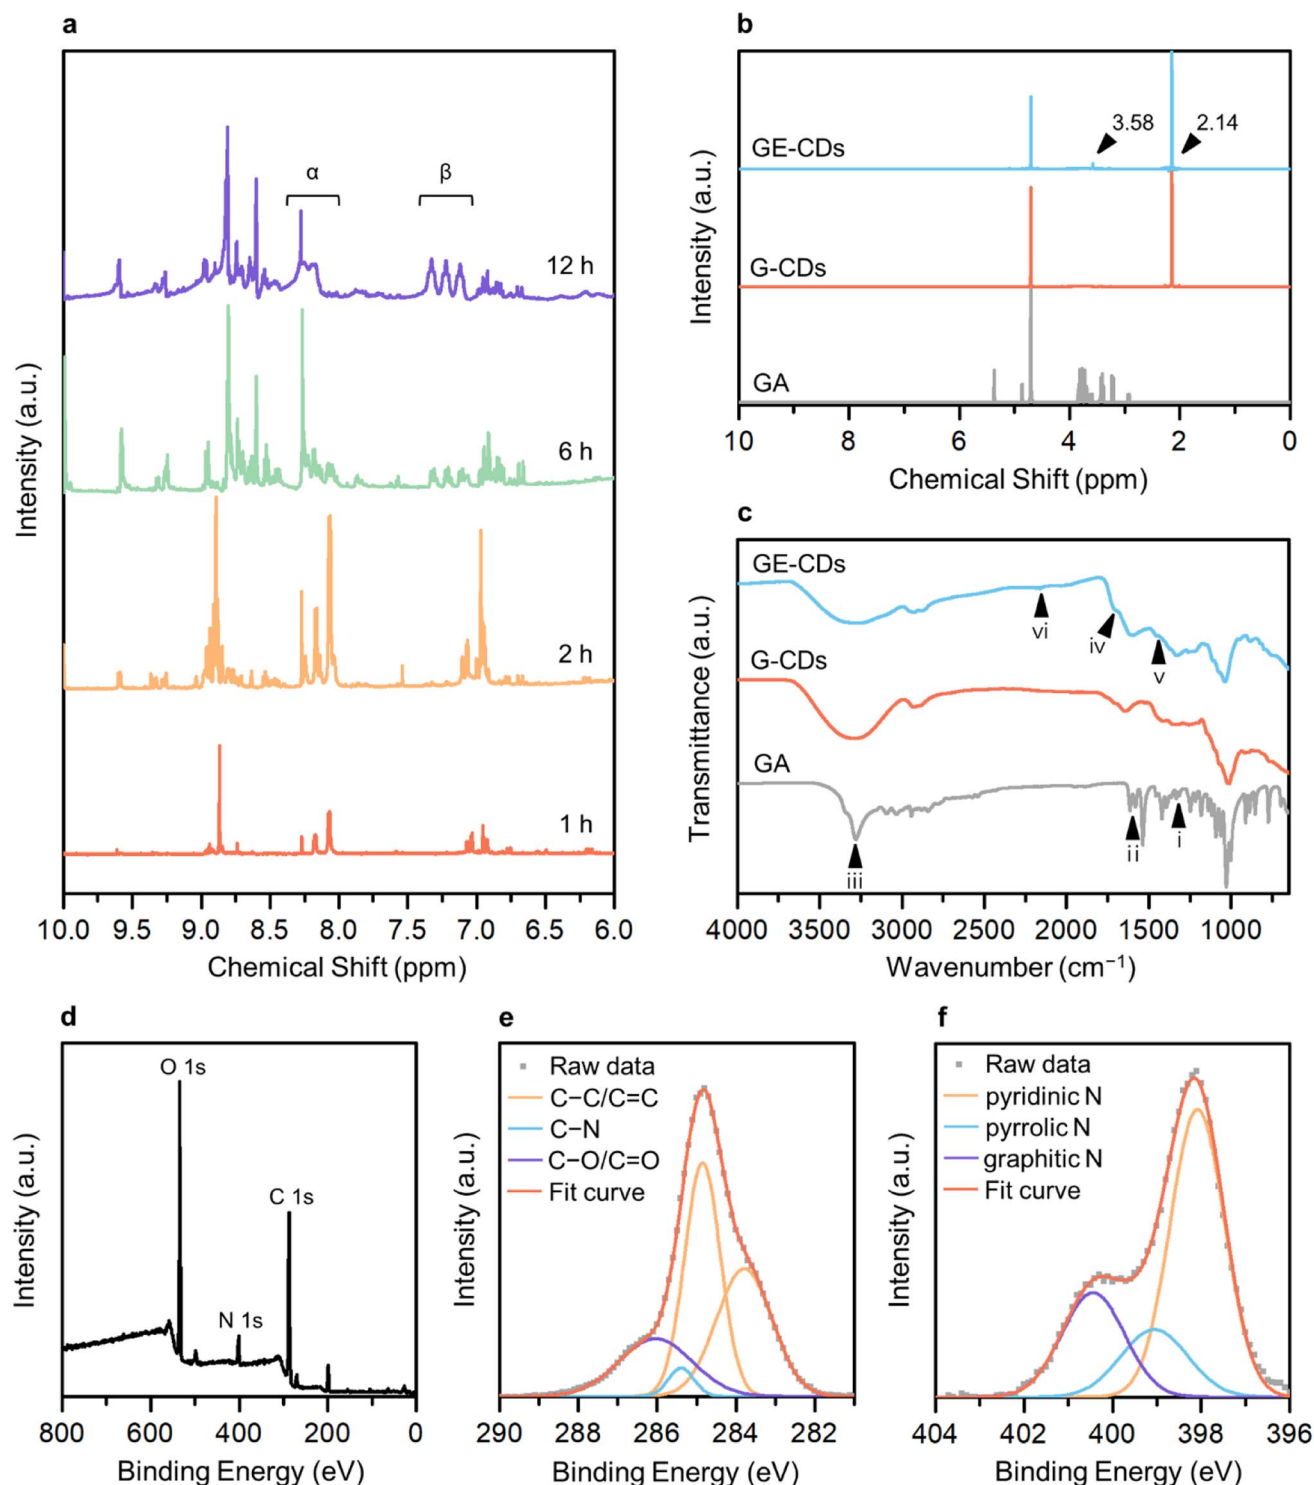 a
α
β
12 h
6 h
2 h
1 h
Intensity (a.u.)
10.0 9.5 9.0 8.5 8.0 7.5 7.0 6.5 6.0
Chemical Shift (ppm)
b
3.58
2.14
GE-CDs
G-CDs
GA
Intensity (a.u.)
10 8 6 4 2 0
Chemical Shift (ppm)
c
GE-CDs
vi
iv
v
G-CDs
GA
iii
ii
i
Transmittance (a.u.)
4000 3500 3000 2500 2000 1500 1000
Wavenumber (cm⁻¹)
d
O 1s
N 1s
C 1s
Intensity (a.u.)
800 600 400 200 0
Binding Energy (eV)
e
Raw data
C−C/C=C
C−N
C−O/C=O
Fit curve
Intensity (a.u.)
290 288 286 284 282
Binding Energy (eV)
f
Raw data
pyridinic N
pyrrolic N
graphitic N
Fit curve
Intensity (a.u.)
404 402 400 398 396
Binding Energy (eV)